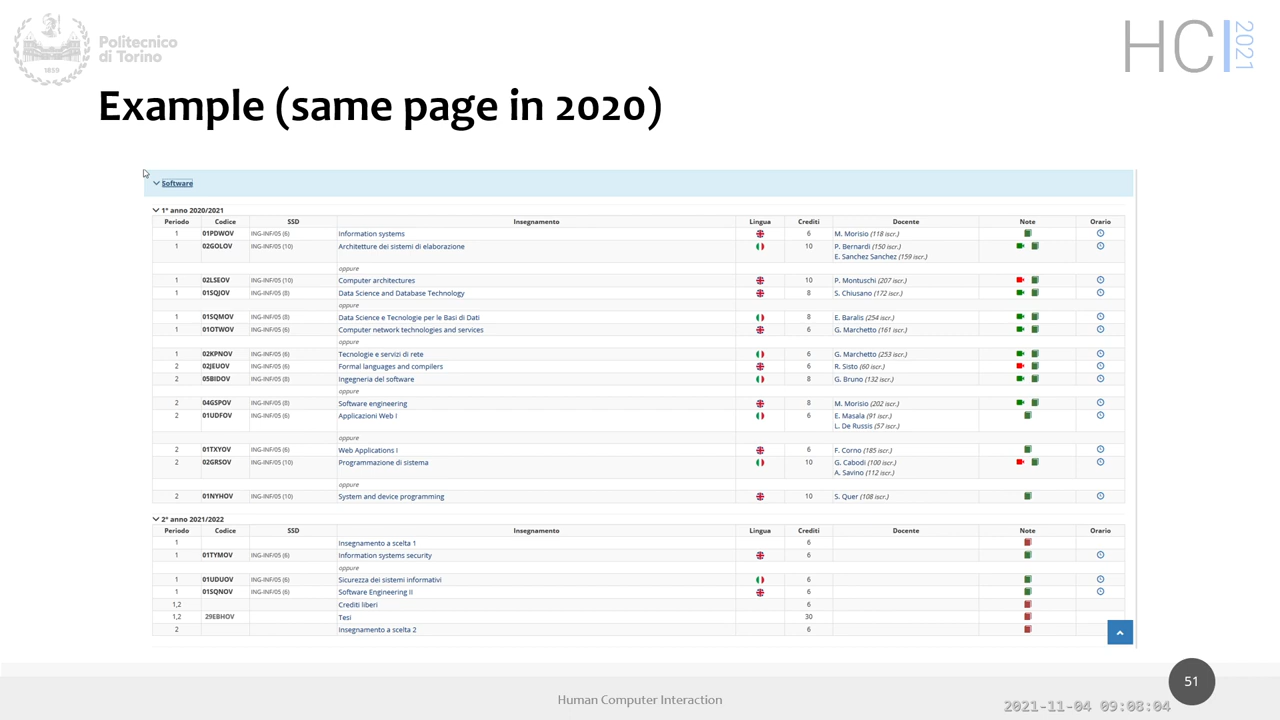 Politecnico
di Torino
1859
HCI 2021
Example (same page in 2020)
Software
1° anno 2020/2021
Periodo Codice SSD Insegnamento Lingua Crediti Docente Note Orario
1 01PDWOV ING-INF/05 (6) Information systems 6 M. Morisio (118 iscr.)
1 02GOLOV ING-INF/05 (10) Architetture dei sistemi di elaborazione 10 P. Bernardi (150 iscr.)
E. Sanchez Sanchez (159 iscr.)
oppure
1 02LSEOV ING-INF/05 (10) Computer architectures 10 P. Montuschi (207 iscr.)
1 01SQJOV ING-INF/05 (8) Data Science and Database Technology 8 S. Chiusano (172 iscr.)
oppure
1 01SQMOV ING-INF/05 (8) Data Science e Tecnologie per le Basi di Dati 8 E. Baralis (254 iscr.)
1 01OTWOV ING-INF/05 (6) Computer network technologies and services 6 G. Marchetto (161 iscr.)
oppure
1 02KPNOV ING-INF/05 (6) Tecnologie e servizi di rete 6 G. Marchetto (253 iscr.)
2 02JEUOV ING-INF/05 (6) Formal languages and compilers 6 R. Sisto (60 iscr.)
2 05BIDOV ING-INF/05 (8) Ingegneria del software 8 G. Bruno (132 iscr.)
oppure
2 04GSPOV ING-INF/05 (8) Software engineering 8 M. Morisio (202 iscr.)
2 01UDFOV ING-INF/05 (6) Applicazioni Web I 6 E. Masala (91 iscr.)
L. De Russis (57 iscr.)
oppure
2 01TXYOV ING-INF/05 (6) Web Applications I 6 F. Corno (185 iscr.)
2 02GRSOV ING-INF/05 (10) Programmazione di sistema 10 G. Cabodi (100 iscr.)
A. Savino (112 iscr.)
oppure
2 01NYHOV ING-INF/05 (10) System and device programming 10 S. Quer (108 iscr.)
2° anno 2021/2022
Periodo Codice SSD Insegnamento Lingua Crediti Docente Note Orario
1 Insegnamento a scelta 1 6
1 01TYMOV ING-INF/05 (6) Information systems security 6
oppure
1 01UDUOV ING-INF/05 (6) Sicurezza dei sistemi informativi 6
1 01SQNOV ING-INF/05 (6) Software Engineering II 6
1,2 Crediti liberi 6
1,2 29EBHOV Tesi 30
2 Insegnamento a scelta 2 6
51
Human Computer Interaction
2021-11-04 09:08:04